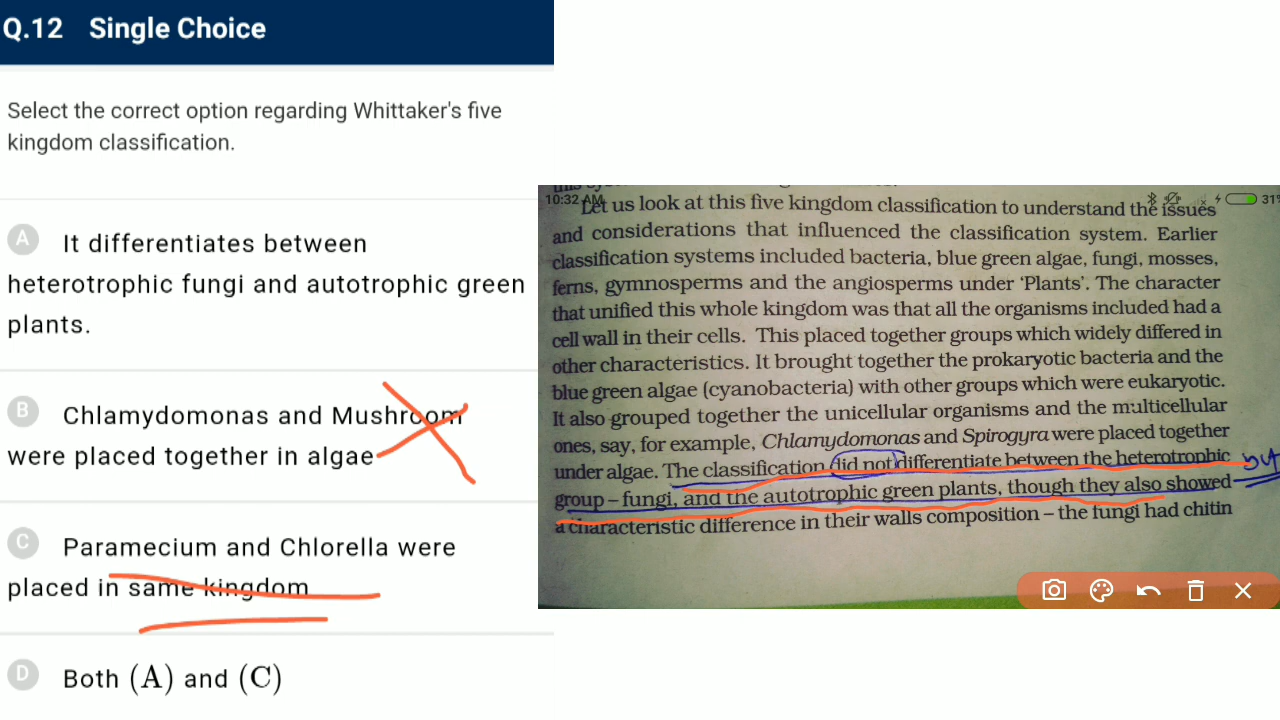 Q.12 Single Choice
Select the correct option regarding Whittaker's five
kingdom classification.
A It differentiates between
heterotrophic fungi and autotrophic green
plants.
B Chlamydomonas and Mushroom
were placed together in algae
C Paramecium and Chlorella were
placed in same kingdom
D Both (A) and (C)
10:32 AM
31%
Let us look at this five kingdom classification to understand the issues
and considerations that influenced the classification system. Earlier
classification systems included bacteria, blue green algae, fungi, mosses,
ferns, gymnosperms and the angiosperms under ‘Plants’. The character
that unified this whole kingdom was that all the organisms included had a
cell wall in their cells. This placed together groups which widely differed in
other characteristics. It brought together the prokaryotic bacteria and the
blue green algae (cyanobacteria) with other groups which were eukaryotic.
It also grouped together the unicellular organisms and the multicellular
ones, say, for example, Chlamydomonas and Spirogyra were placed together
under algae. The classification did not differentiate between the heterotrophic
group – fungi, and the autotrophic green plants, though they also showed
a characteristic difference in their walls composition – the fungi had chitin